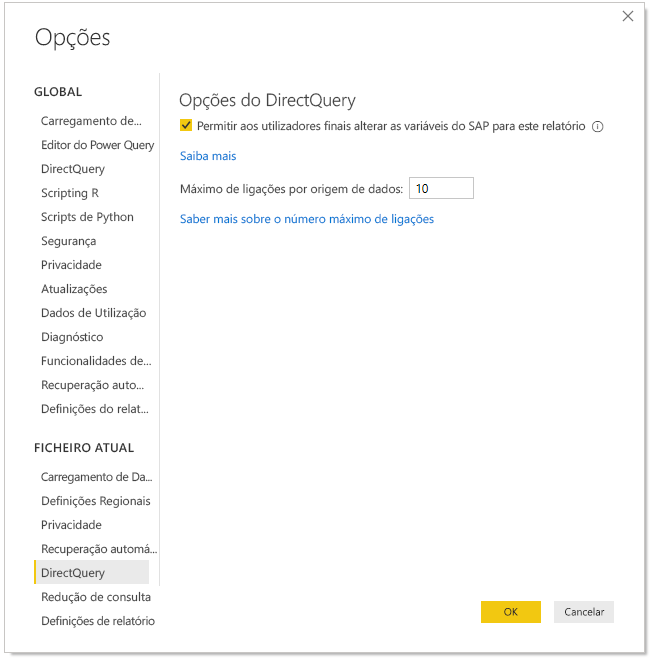 Opções
GLOBAL
Carregamento de...
Editor do Power Query
DirectQuery
Scripting R
Scripts de Python
Segurança
Privacidade
Atualizações
Dados de Utilização
Diagnóstico
Funcionalidades de...
Recuperação auto...
Definições do relat...
FICHEIRO ATUAL
Carregamento de Da...
Definições Regionais
Privacidade
Recuperação automá...
DirectQuery
Redução de consulta
Definições de relatório
Opções do DirectQuery
Permitir aos utilizadores finais alterar as variáveis do SAP para este relatório
Saiba mais
Máximo de ligações por origem de dados: 10
Saber mais sobre o número máximo de ligações
OK
Cancelar